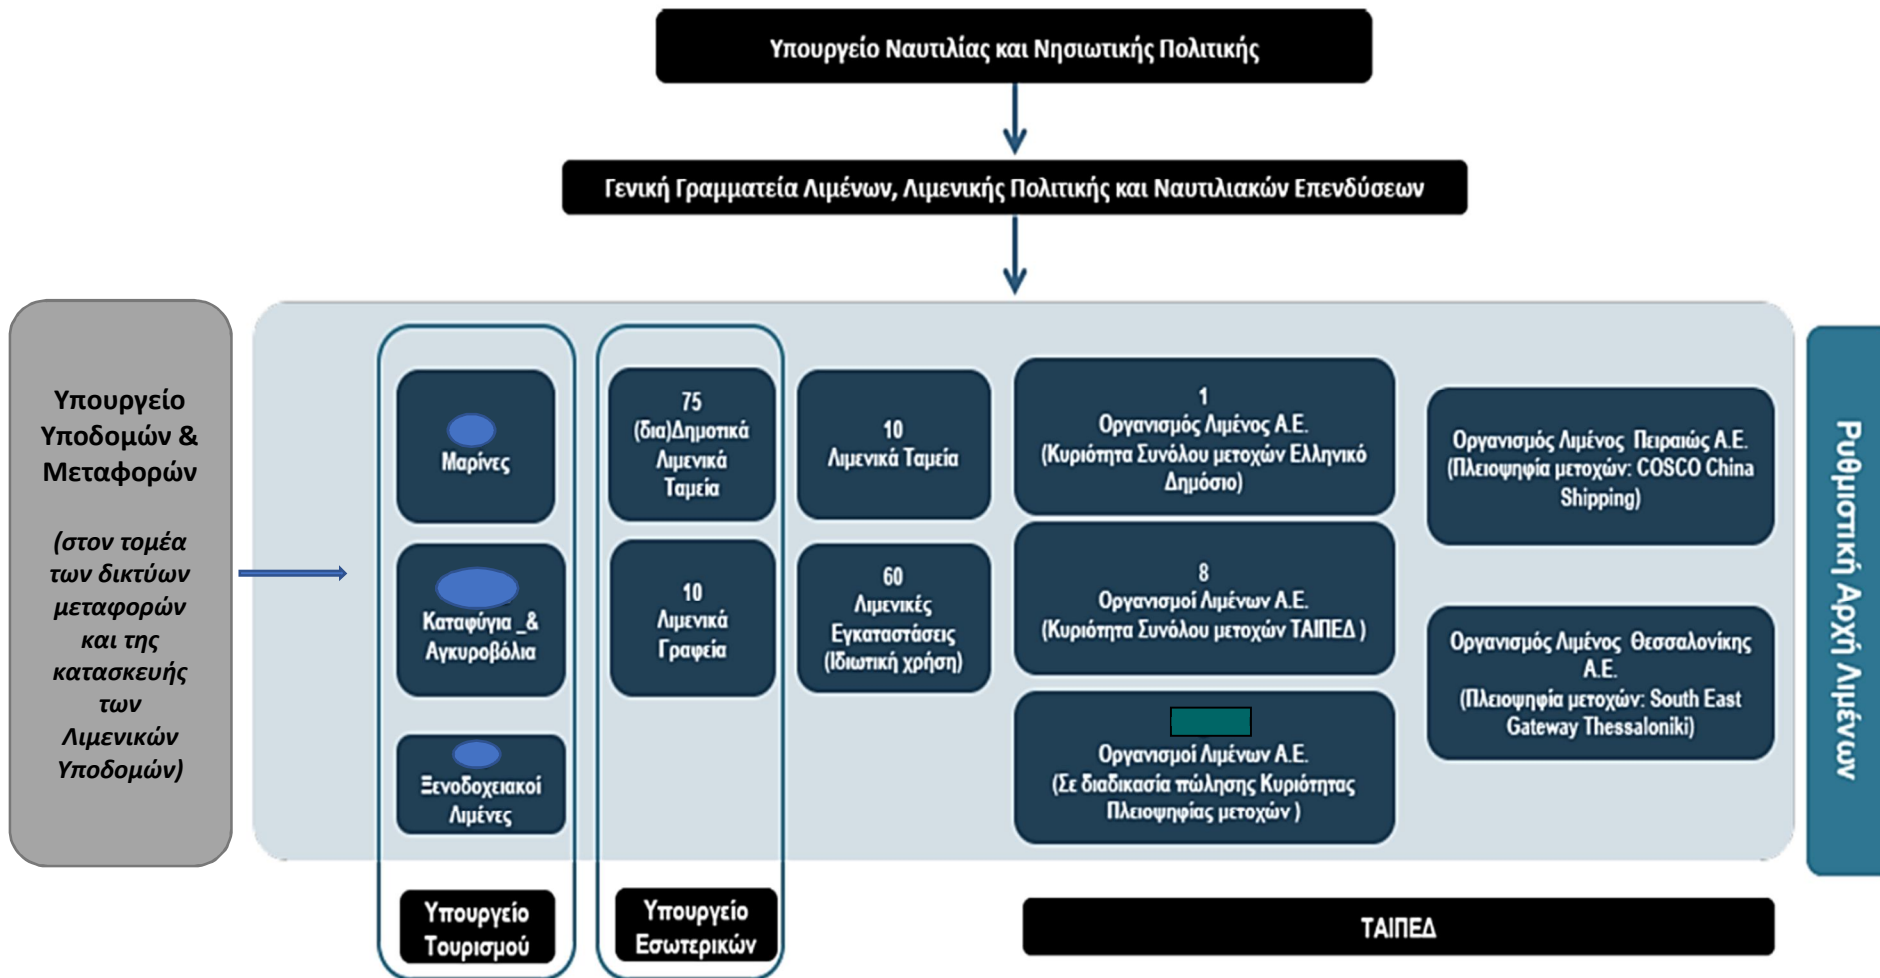 Υπουργείο Ναυτιλίας και Νησιωτικής Πολιτικής
Γενική Γραμματεία Λιμένων, Λιμενικής Πολιτικής και Ναυτιλιακών Επενδύσεων
Υπουργείο
Υποδομών &
Μεταφορών
(στον τομέα
των δικτύων
μεταφορών
και της
κατασκευής
των
Λιμενικών
Υποδομών)
Μαρίνες
Καταφύγια _&
Αγκυροβόλια
Ξενοδοχειακοί
Λιμένες
Υπουργείο
Τουρισμού
75
(δια)Δημοτικά
Λιμενικά
Ταμεία
10
Λιμενικά
Γραφεία
Υπουργείο
Εσωτερικών
10
Λιμενικά Ταμεία
60
Λιμενικές
Εγκαταστάσεις
(Ιδιωτική χρήση)
1
Οργανισμός Λιμένος Α.Ε.
(Κυριότητα Συνόλου μετοχών Ελληνικό
Δημόσιο)
8
Οργανισμοί Λιμένων Α.Ε.
(Κυριότητα Συνόλου μετοχών ΤΑΙΠΕΔ )
Οργανισμοί Λιμένων Α.Ε.
(Σε διαδικασία πώλησης Κυριότητας
Πλειοψηφίας μετοχών )
Οργανισμός Λιμένος Πειραιώς Α.Ε.
(Πλειοψηφία μετοχών: COSCO China
Shipping)
Οργανισμός Λιμένος Θεσσαλονίκης
Α.Ε.
(Πλειοψηφία μετοχών: South East
Gateway Thessaloniki)
ΤΑΙΠΕΔ
Ρυθμιστική Αρχή Λιμένων